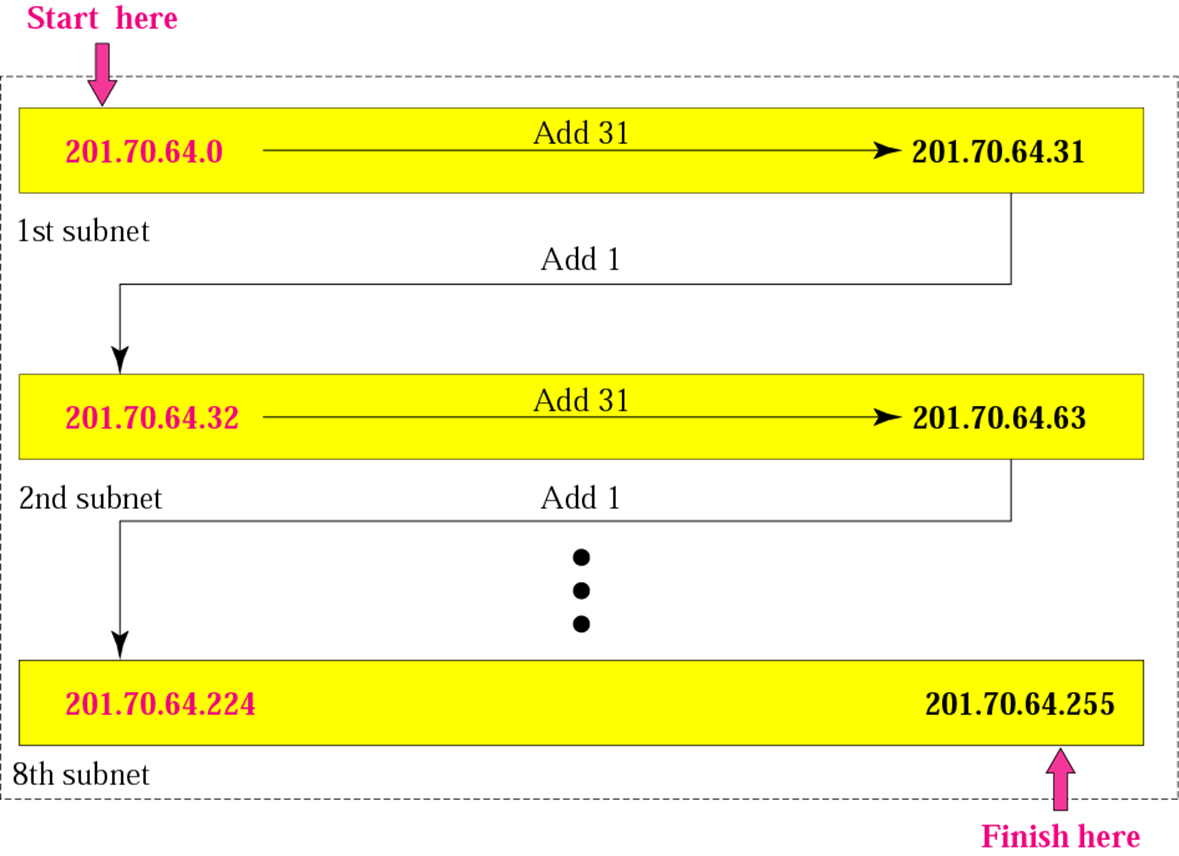 Start here
Add 31
201.70.64.0
201.70.64.31
1st subnet
Add 1
Add 31
201.70.64.32
201.70.64.63
2nd subnet
Add 1
201.70.64.224
201.70.64.255
8th subnet
Finish here